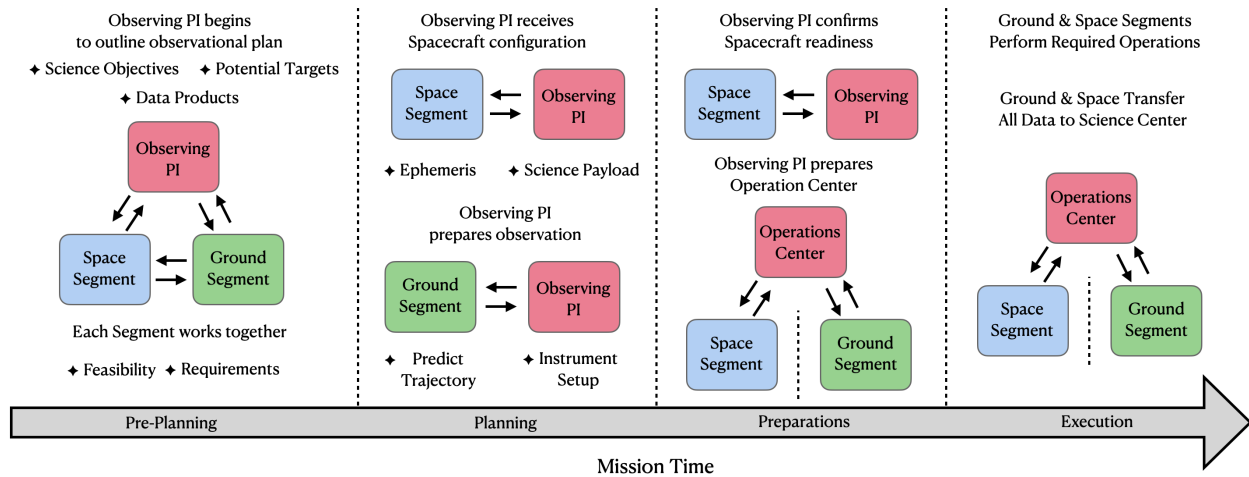 Observing PI begins
to outline observational plan
✦ Science Objectives ✦ Potential Targets
✦ Data Products
Observing
PI
Space
Segment
Ground
Segment
Each Segment works together
✦ Feasibility ✦ Requirements
Observing PI receives
Spacecraft configuration
Space
Segment
Observing
PI
✦ Ephemeris ✦ Science Payload
Observing PI
prepares observation
Ground
Segment
Observing
PI
✦ Predict
Trajectory
✦ Instrument
Setup
Observing PI confirms
Spacecraft readiness
Space
Segment
Observing
PI
Observing PI prepares
Operation Center
Operations
Center
Space
Segment
Ground
Segment
Ground & Space Segments
Perform Required Operations
Ground & Space Transfer
All Data to Science Center
Operations
Center
Space
Segment
Ground
Segment
Pre-Planning
Planning
Preparations
Execution
Mission Time